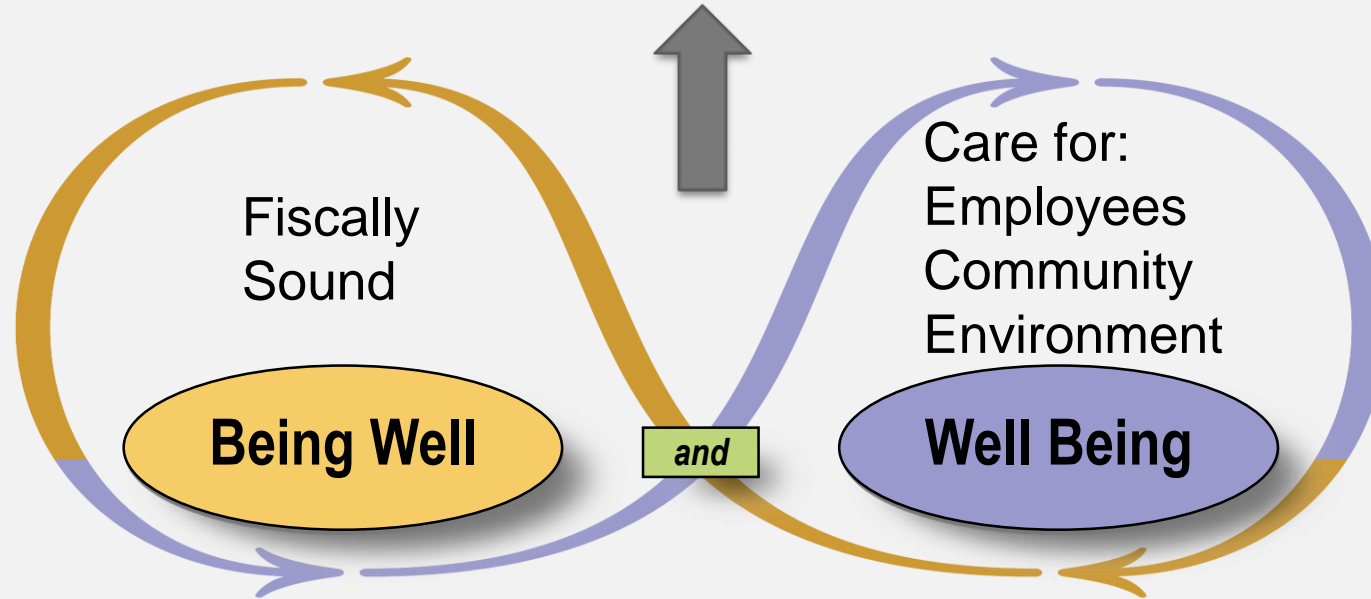 Fiscally
Sound
Being Well
and
Care for:
Employees
Community
Environment
Well Being